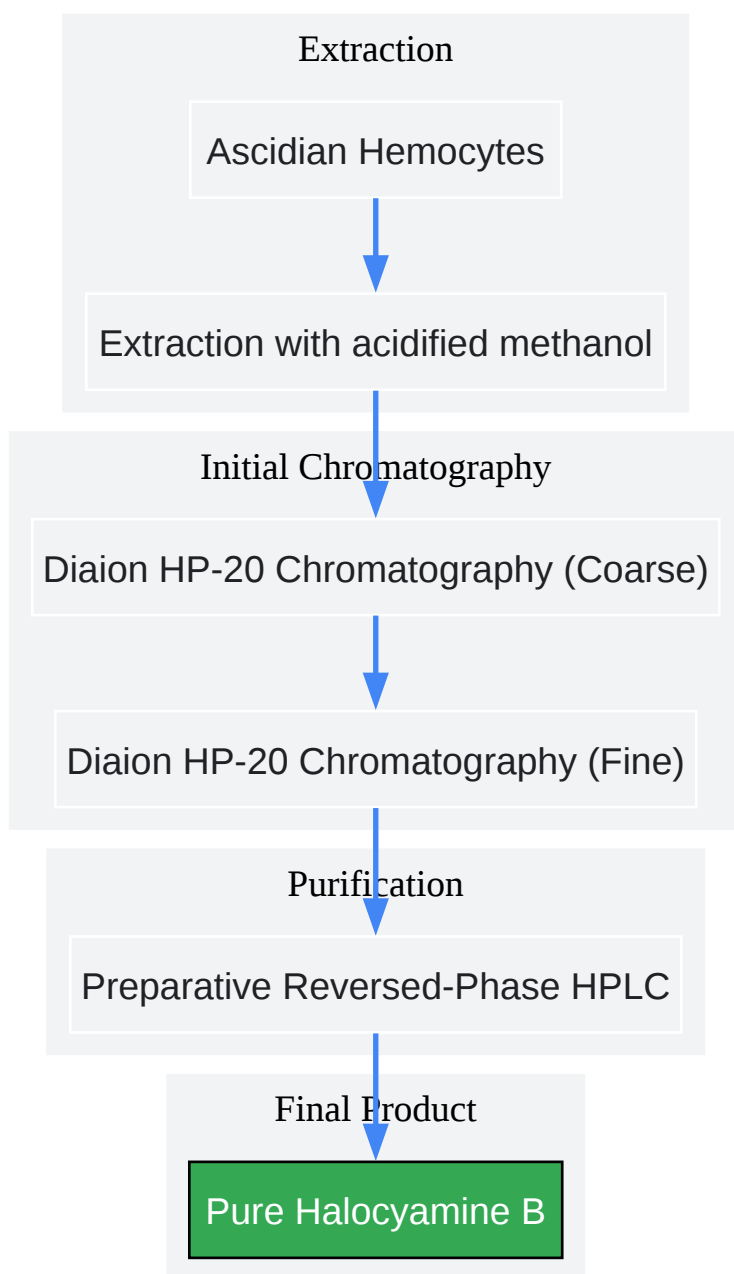 Extraction
Ascidian Hemocytes
Extraction with acidified methanol
Initial Chromatography
Diaion HP-20 Chromatography (Coarse)
Diaion HP-20 Chromatography (Fine)
Purification
Preparative Reversed-Phase HPLC
Final Product
Pure Halocyamine B